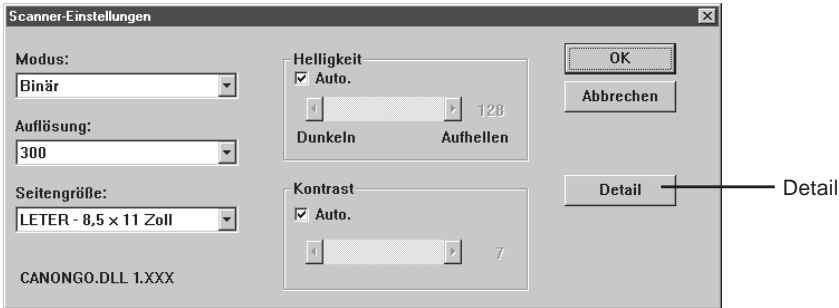 Scanner-Einstellungen
Modus:
Binär
Auflösung:
300
Seitengröße:
LETER - 8,5 x 11 Zoll
CANONGO.DLL 1.XXX
Helligkeit
Auto.
128
Dunkeln Aufhellen
Kontrast
Auto.
7
OK
Abbrechen
Detail
Detail